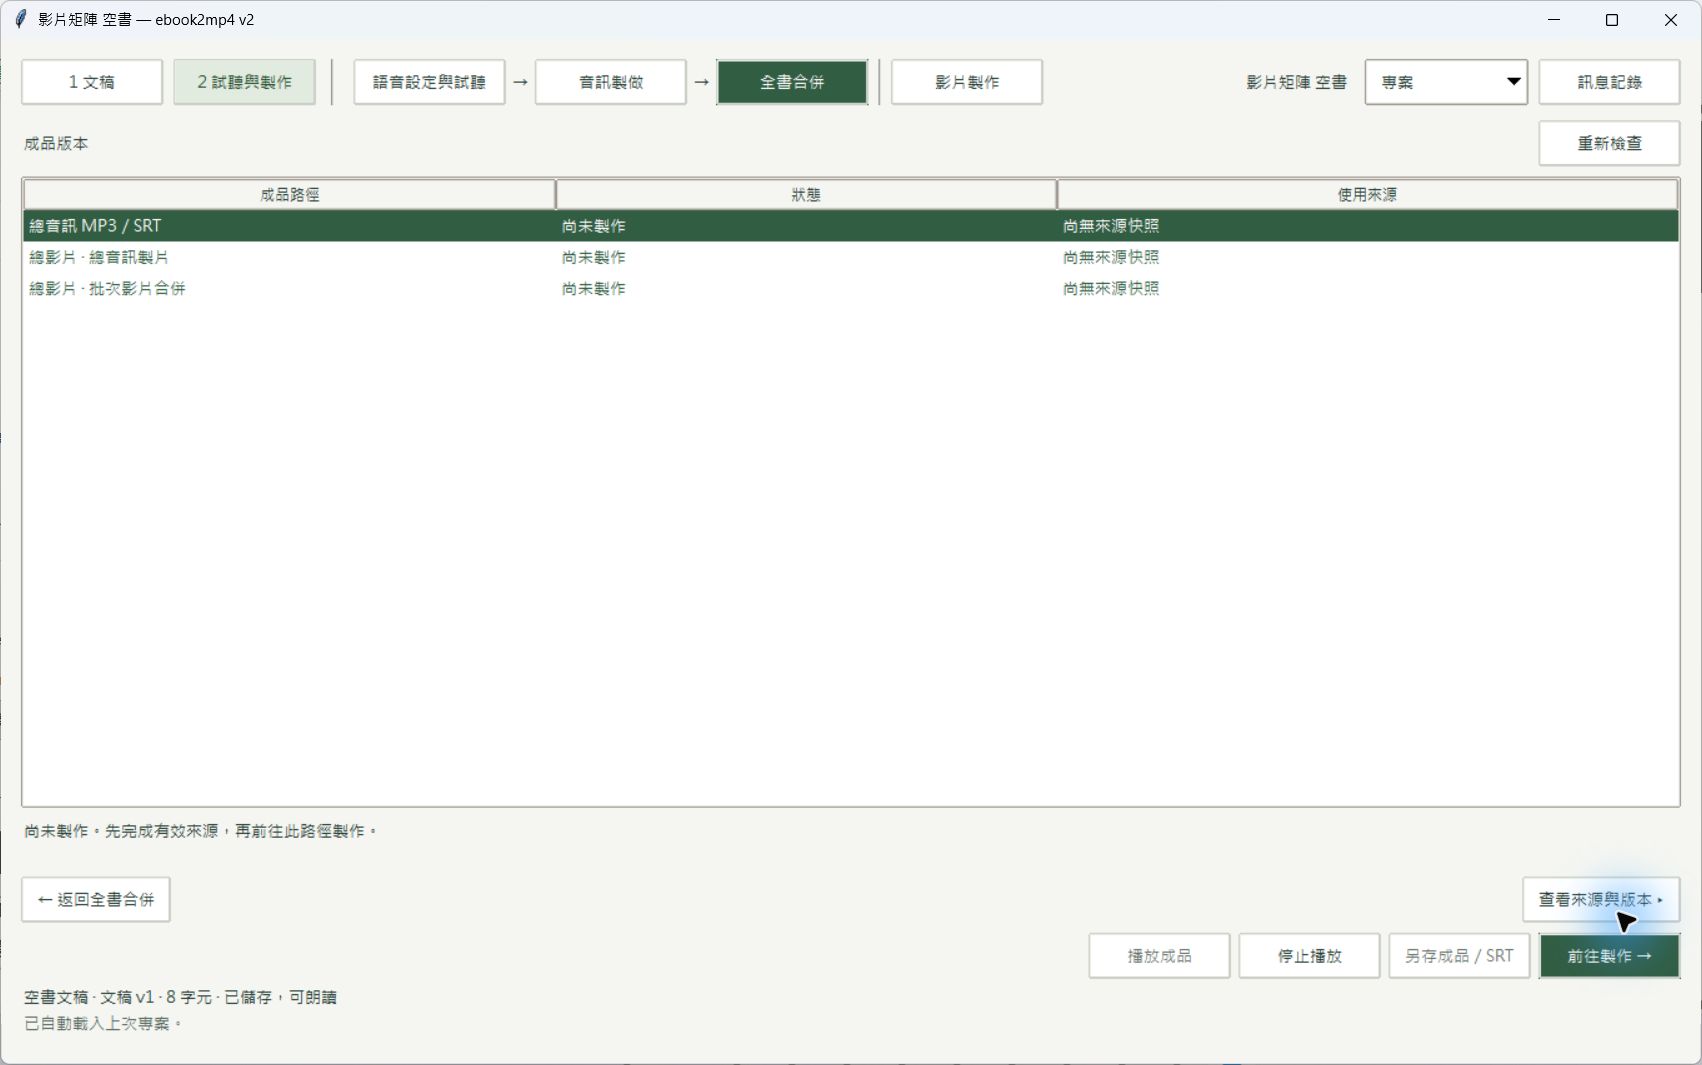 影片矩陣 空書 — ebook2mp4 v2
1 文稿 2 試聽與製作 語音設定與試聽 → 音訊製做 → 全書合併 影片製作 影片矩陣 空書 專案 訊息記錄
成品版本 重新檢查
成品路徑 狀態 使用來源
總音訊 MP3 / SRT 尚未製作 尚無來源快照
總影片 · 總音訊製片 尚未製作 尚無來源快照
總影片 · 批次影片合併 尚未製作 尚無來源快照
尚未製作。先完成有效來源，再前往此路徑製作。
← 返回全書合併 查看來源與版本 ▸
播放成品 停止播放 另存成品 / SRT 前往製作 →
空書文稿 · 文稿 v1 · 8 字元 · 已儲存，可朗讀
已自動載入上次專案。